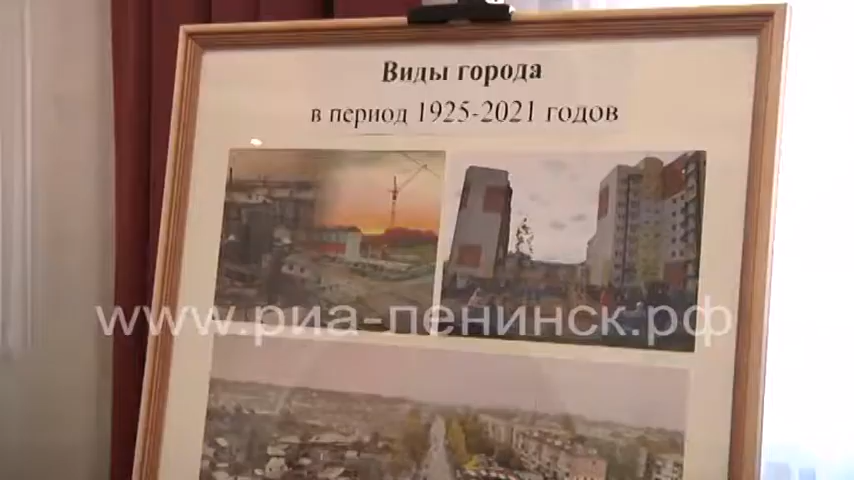 Виды города
в период 1925-2021 годов
www.риа-ленинск.рф